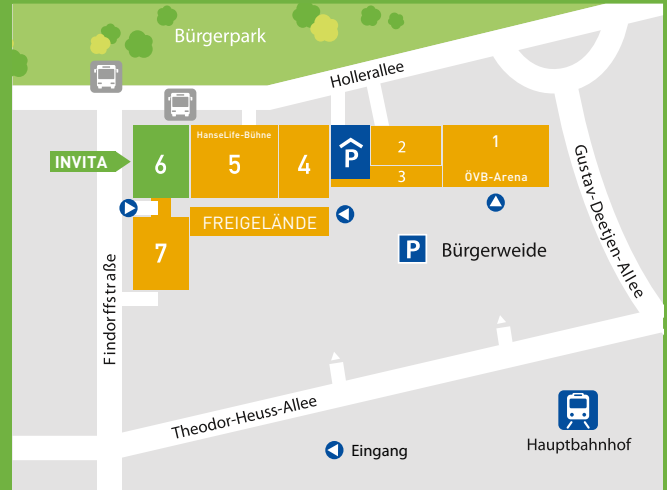 Bürgerpark
Hollerallee
HanseLife-Bühne
INVITA
6
5
4
P
2
1
3
ÖVB-Arena
FREIGELÄNDE
7
P
Bürgerweide
Gustav-Deetjen-Allee
Findorffstraße
Theodor-Heuss-Allee
Hauptbahnhof
Eingang